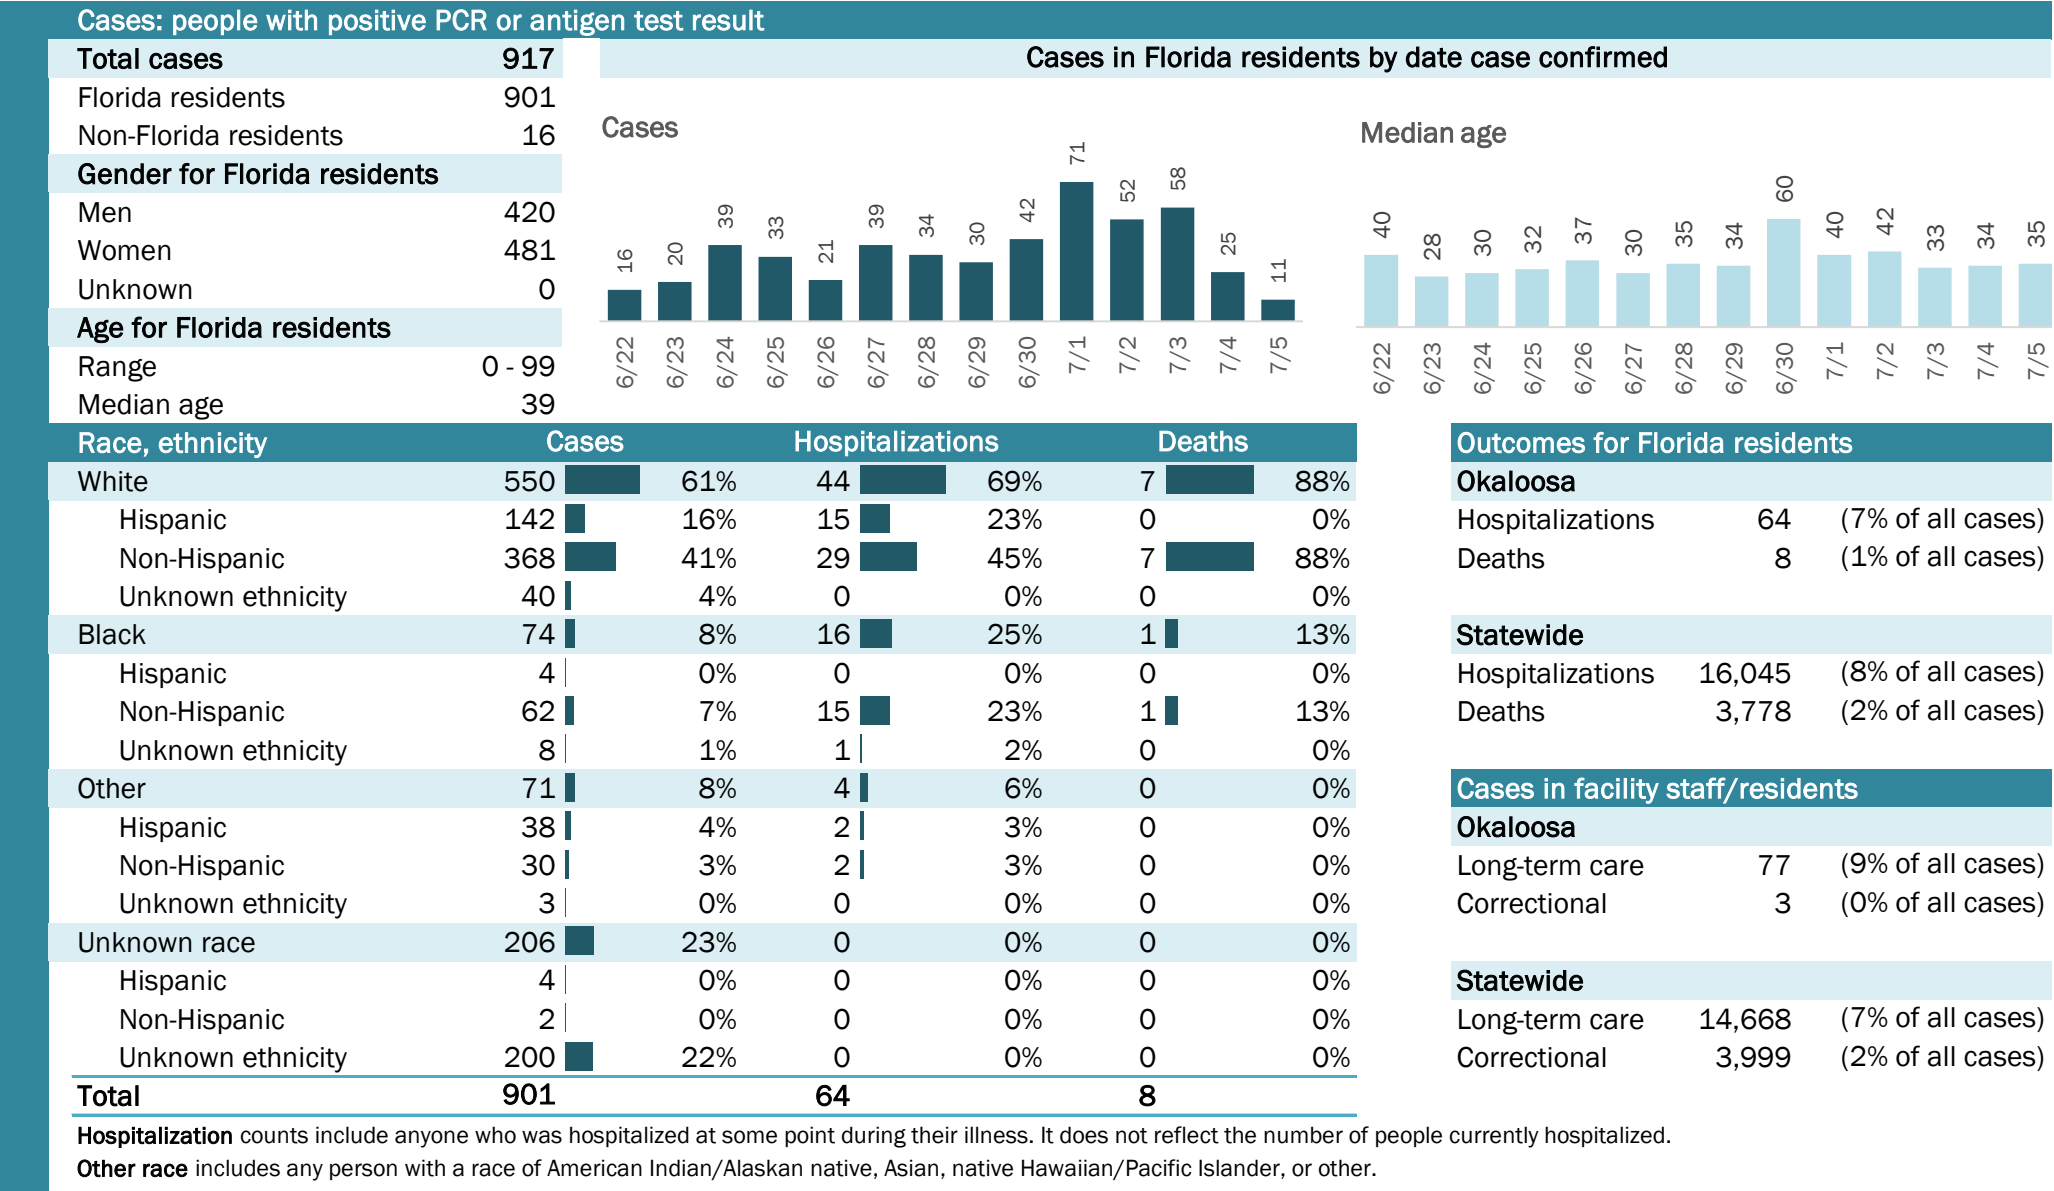 Cases: people with positive PCR or antigen test result
Total cases 917
Florida residents 901
Non-Florida residents 16
Gender for Florida residents
Men 420
Women 481
Unknown 0
Age for Florida residents
Range 0 - 99
Median age 39
Cases in Florida residents by date case confirmed
Cases
16 20 39 33 21 39 34 30 42 71 52 58 25 11
6/22 6/23 6/24 6/25 6/26 6/27 6/28 6/29 6/30 7/1 7/2 7/3 7/4 7/5
Median age
40 28 30 32 37 30 35 34 60 40 42 33 34 35
6/22 6/23 6/24 6/25 6/26 6/27 6/28 6/29 6/30 7/1 7/2 7/3 7/4 7/5
Race, ethnicity Cases Hospitalizations Deaths
White 550 61% 44 69% 7 88%
Hispanic 142 16% 15 23% 0 0%
Non-Hispanic 368 41% 29 45% 7 88%
Unknown ethnicity 40 4% 0 0% 0 0%
Black 74 8% 16 25% 1 13%
Hispanic 4 0% 0 0% 0 0%
Non-Hispanic 62 7% 15 23% 1 13%
Unknown ethnicity 8 1% 1 2% 0 0%
Other 71 8% 4 6% 0 0%
Hispanic 38 4% 2 3% 0 0%
Non-Hispanic 30 3% 2 3% 0 0%
Unknown ethnicity 3 0% 0 0% 0 0%
Unknown race 206 23% 0 0% 0 0%
Hispanic 4 0% 0 0% 0 0%
Non-Hispanic 2 0% 0 0% 0 0%
Unknown ethnicity 200 22% 0 0% 0 0%
Total 901 64 8
Outcomes for Florida residents
Okaloosa
Hospitalizations 64 (7% of all cases)
Deaths 8 (1% of all cases)
Statewide
Hospitalizations 16,045 (8% of all cases)
Deaths 3,778 (2% of all cases)
Cases in facility staff/residents
Okaloosa
Long-term care 77 (9% of all cases)
Correctional 3 (0% of all cases)
Statewide
Long-term care 14,668 (7% of all cases)
Correctional 3,999 (2% of all cases)
Hospitalization counts include anyone who was hospitalized at some point during their illness. It does not reflect the number of people currently hospitalized.
Other race includes any person with a race of American Indian/Alaskan native, Asian, native Hawaiian/Pacific Islander, or other.